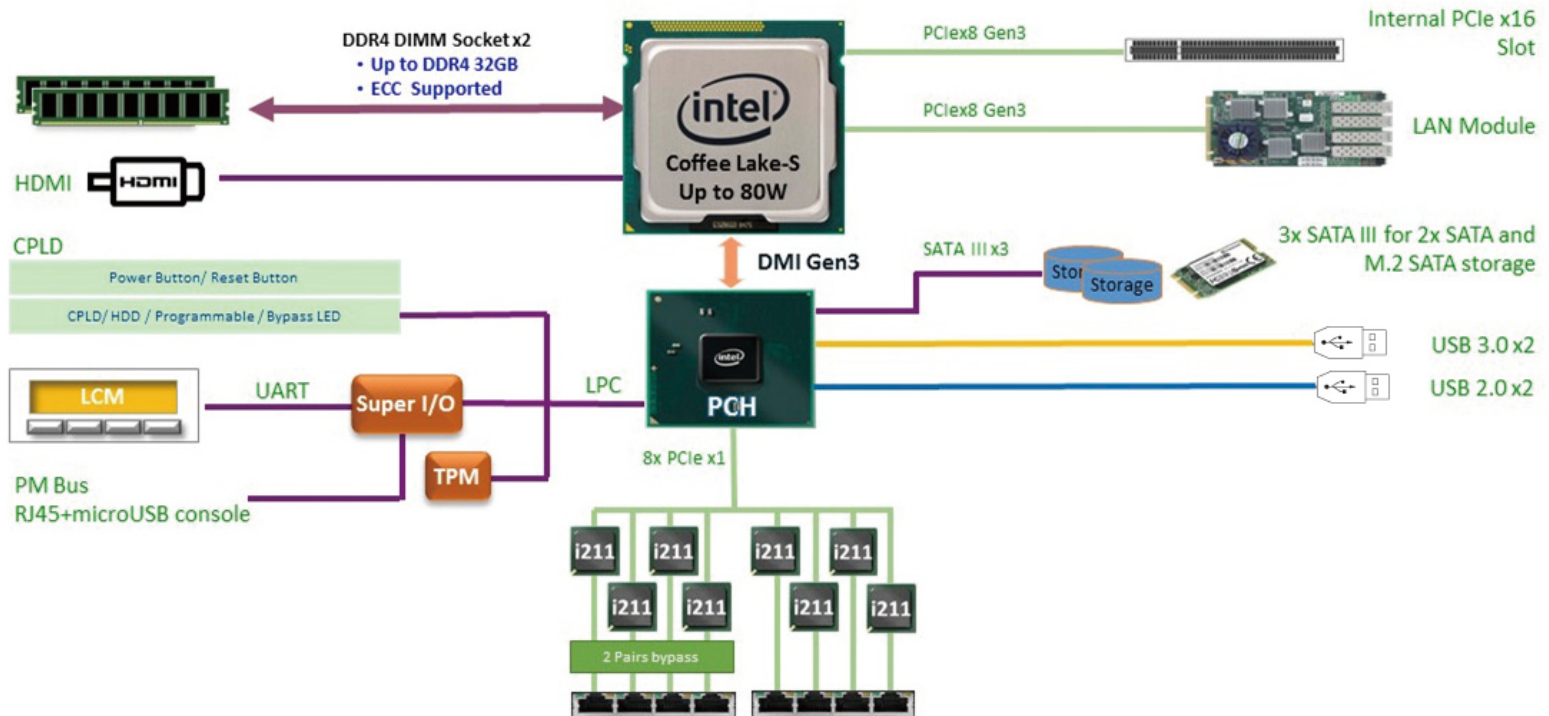 DDR4 DIMM Socket x2
• Up to DDR4 32GB
• ECC Supported
HDMI
HDMI
intel
Coffee Lake-S
Up to 80W
PCIex8 Gen3
Internal PCIe x16
Slot
PCIex8 Gen3
LAN Module
DMI Gen3
CPLD
Power Button/ Reset Button
CPLD/ HDD / Programmable / Bypass LED
SATA III x3
Storage
3x SATA III for 2x SATA and
M.2 SATA storage
intel
PCH
USB 3.0 x2
USB 2.0 x2
LCM
UART
Super I/O
LPC
TPM
PM Bus
RJ45+microUSB console
8x PCIe x1
i211
i211
i211
i211
i211
i211
i211
i211
2 Pairs bypass